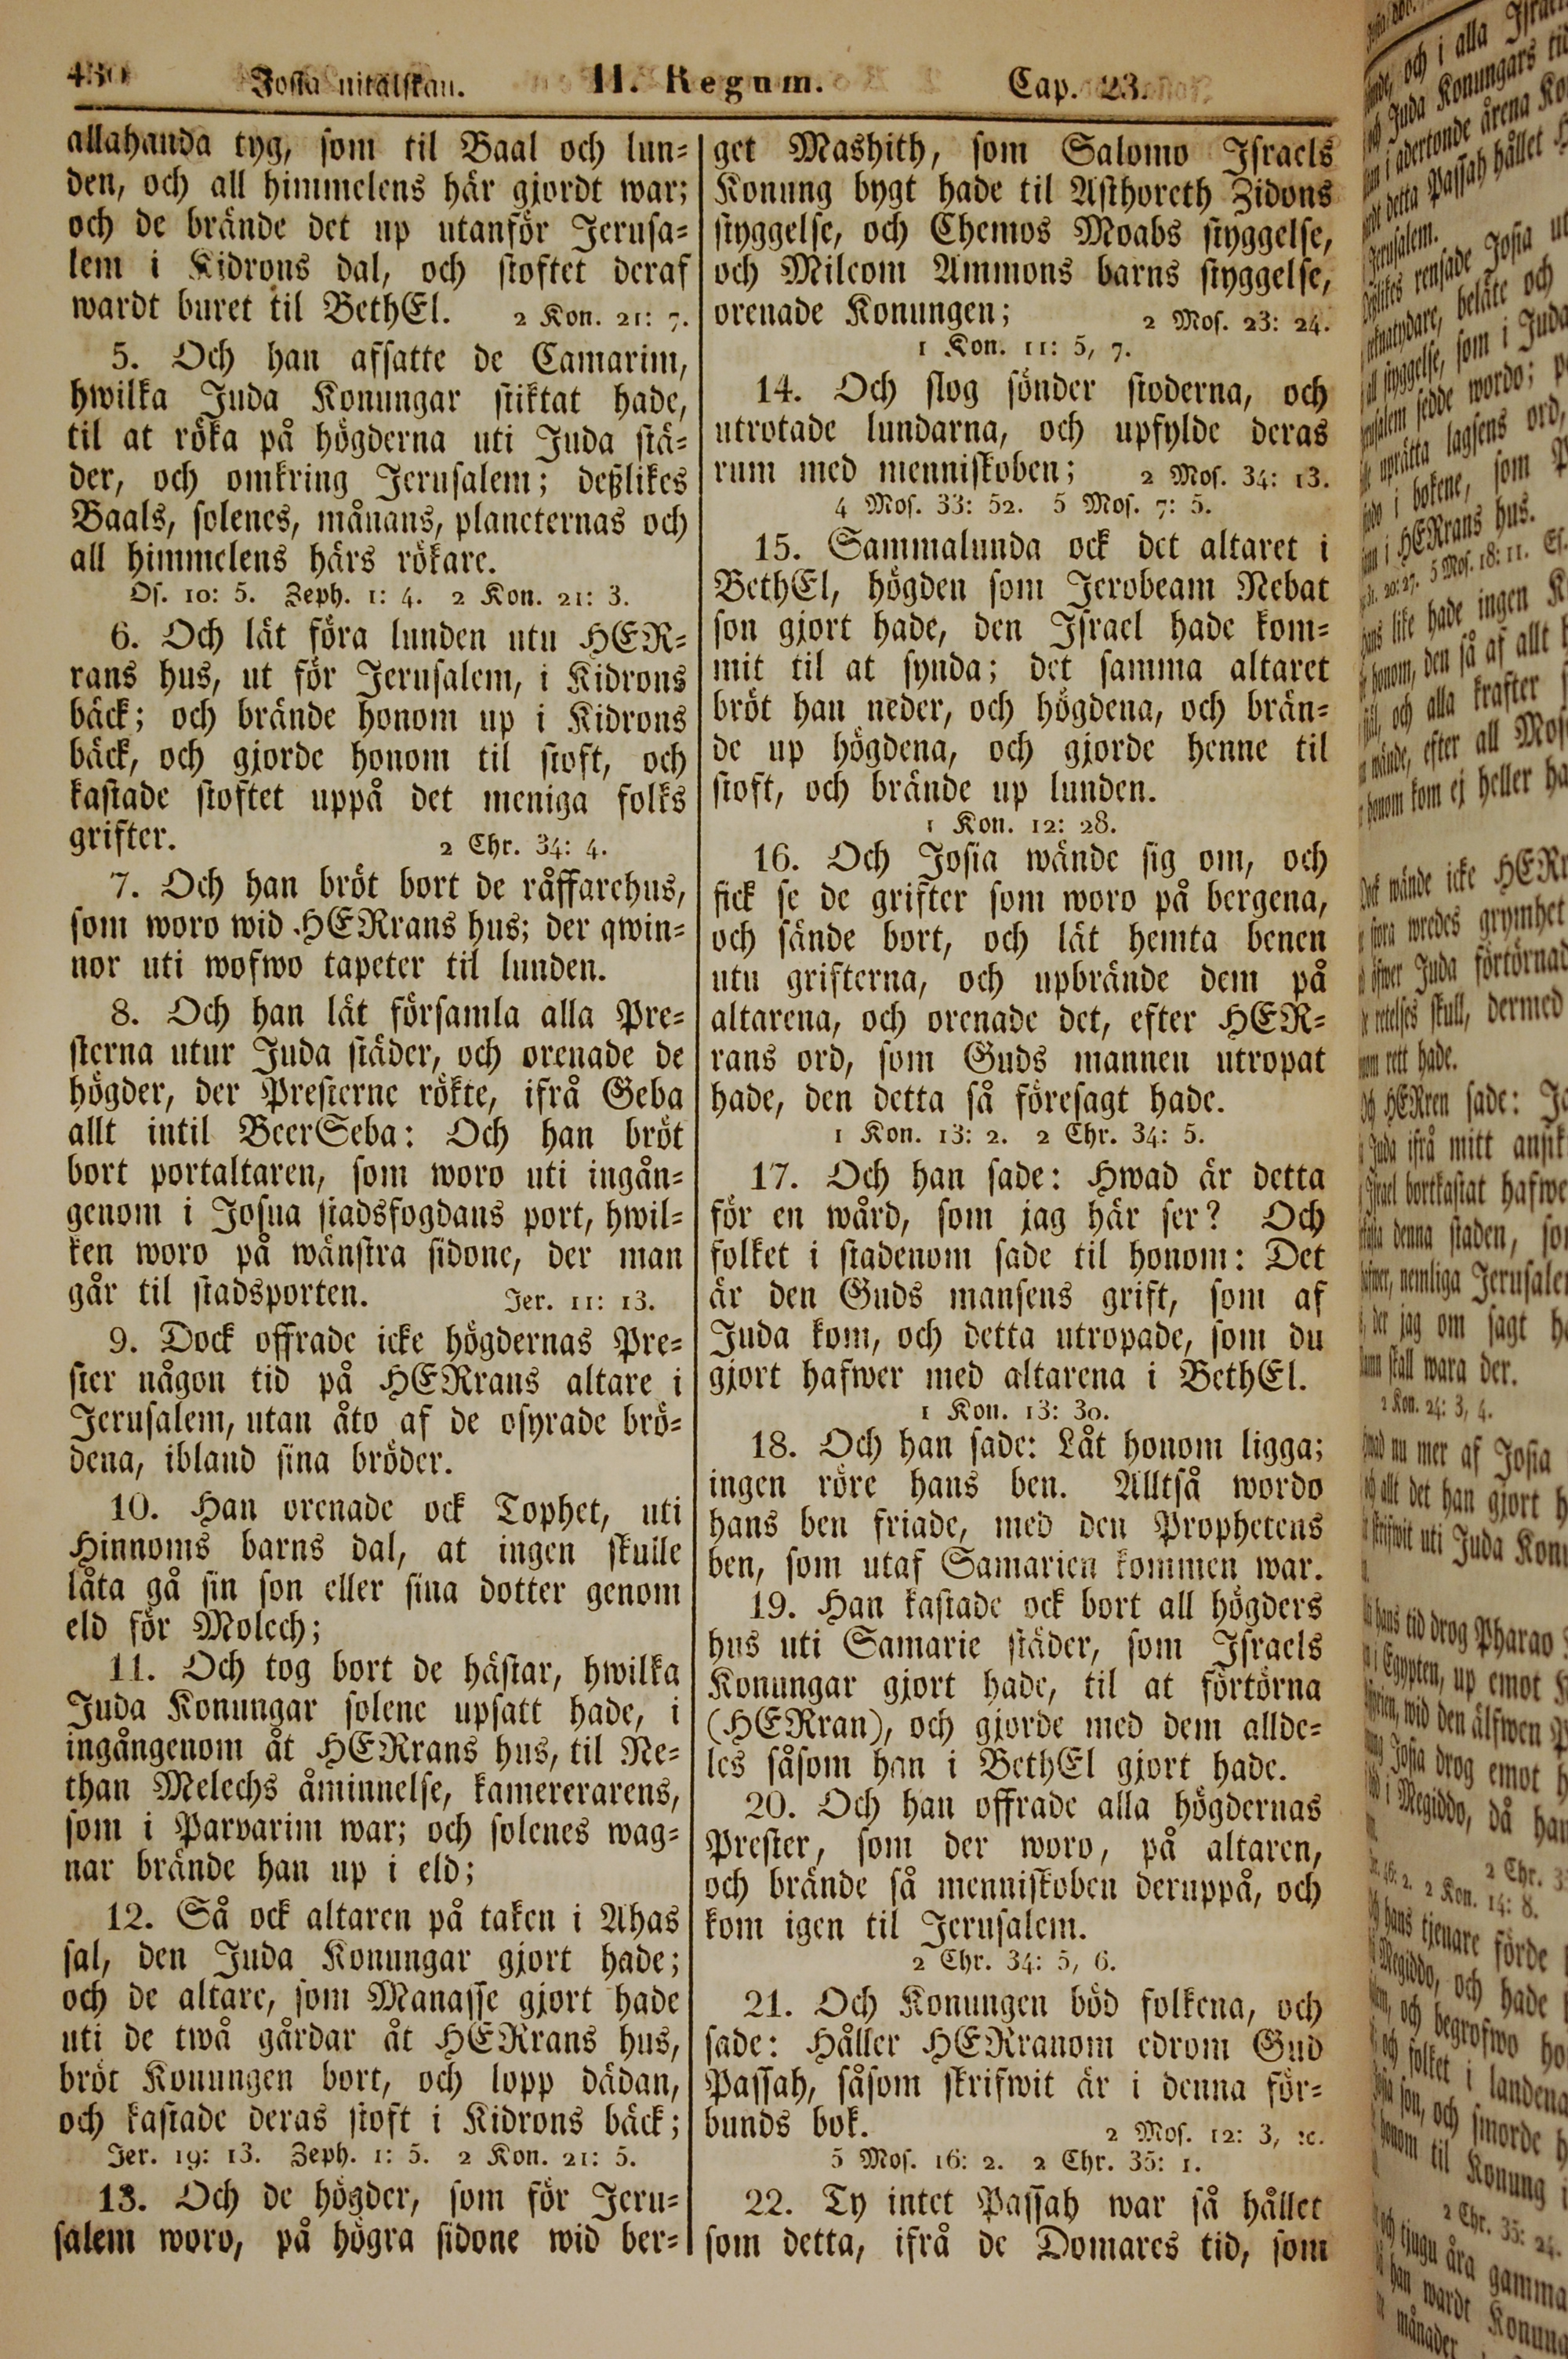 430 Josia nitälskan. II. Regum. Cap. 23.
allahanda tyg, som til Baal och lun-
den, och all himmelens här gjordt war;
och de brände det up utanför Jerusa-
lem i Kidrons dal, och stoftet deraf
wardt buret til BethEl. 2 Kon. 21: 7.
5. Och han afsatte de Camarim,
hwilka Juda Konungar stiktat hade,
til at röka på högderna uti Juda stä-
der, och omkring Jerusalem; deßlikes
Baals, solenes, månans, planeternas och
all himmelens härs rökare.
Os. 10: 5. Zeph. 1: 4. 2 Kon. 21: 3.
6. Och lät föra lunden utu HER-
rans hus, ut för Jerusalem, i Kidrons
bäck; och brände honom up i Kidrons
bäck, och gjorde honom til stoft, och
kastade stoftet uppå det meniga folks
grifter. 2 Chr. 34: 4.
7. Och han bröt bort de råffarehus,
som woro wid HERrans hus; der qwin-
nor uti wofwo tapeter til lunden.
8. Och han lät församla alla Pre-
sterna utur Juda städer, och orenade de
högder, der Presterne rökte, ifrå Geba
allt intil BeerSeba: Och han bröt
bort portaltaren, som woro uti ingån-
genom i Josua stadsfogdans port, hwil-
ken woro på wänstra sidone, der man
går til stadsporten. Jer. 11: 13.
9. Dock offrade icke högdernas Pre-
ster någon tid på HERrans altare i
Jerusalem, utan åto af de osyrade brö-
dena, ibland sina bröder.
10. Han orenade ock Tophet, uti
Hinnoms barns dal, at ingen skulle
låta gå sin son eller sina dotter genom
eld för Molech;
11. Och tog bort de hästar, hwilka
Juda Konungar solene upsatt hade, i
ingångenom åt HERrans hus, til Ne-
than Melechs åminnelse, kamererarens,
som i Parvarim war; och solenes wag-
nar brände han up i eld;
12. Så ock altaren på taken i Ahas
sal, den Juda Konungar gjort hade;
och de altare, som Manasse gjort hade
uti de twå gårdar åt HERrans hus,
bröt Konungen bort, och lopp dädan,
och kastade deras stoft i Kidrons bäck;
Jer. 19: 13. Zeph. 1: 5. 2 Kon. 21: 5.
13. Och de högder, som för Jeru-
salem woro, på högra sidone wid ber-
get Mashith, som Salomo Israels
Konung bygt hade til Asthoreth Zidons
styggelse, och Chemos Moabs styggelse,
och Milcom Ammons barns styggelse,
orenade Konungen; 2 Mos. 23: 24.
1 Kon. 11: 5, 7.
14. Och slog sönder stoderna, och
utrotade lundarna, och upfylde deras
rum med menniskoben; 2 Mos. 34: 13.
4 Mos. 33: 52. 5 Mos. 7: 5.
15. Sammalunda ock det altaret i
BethEl, högden som Jerobeam Nebat
son gjort hade, den Israel hade kom-
mit til at synda; det samma altaret
bröt han neder, och högdena, och brän-
de up högdena, och gjorde henne til
stoft, och brände up lunden.
1 Kon. 12: 28.
16. Och Josia wände sig om, och
fick se de grifter som woro på bergena,
och sände bort, och lät hemta benen
utu grifterna, och upbrände dem på
altarena, och orenade det, efter HER-
rans ord, som Guds mannen utropat
hade, den detta så föresagt hade.
1 Kon. 13: 2. 2 Chr. 34: 5.
17. Och han sade: Hwad är detta
för en wård, som jag här ser? Och
folket i stadenom sade til honom: Det
är den Guds mansens grift, som af
Juda kom, och detta utropade, som du
gjort hafwer med altarena i BethEl.
1 Kon. 13: 30.
18. Och han sade: Låt honom ligga;
ingen röre hans ben. Alltså wordo
hans ben friade, med den Prophetens
ben, som utaf Samarien kommen war.
19. Han kastade ock bort all högders
hus uti Samarie städer, som Israels
Konungar gjort hade, til at förtörna
(HERran), och gjorde med dem allde-
les såsom han i BethEl gjort hade.
20. Och han offrade alla högdernas
Prester, som der woro, på altaren,
och brände så menniskoben deruppå, och
kom igen til Jerusalem.
2 Chr. 34: 5, 6.
21. Och Konungen böd folkena, och
sade: Håller HERranom edrom Gud
Passah, såsom skrifwit är i denna för-
bunds bok. 2 Mos. 12: 3, ꝛc.
5 Mos. 16: 2. 2 Chr. 35: 1.
22. Ty intet Passah war så hållet
som detta, ifrå de Domares tid, som